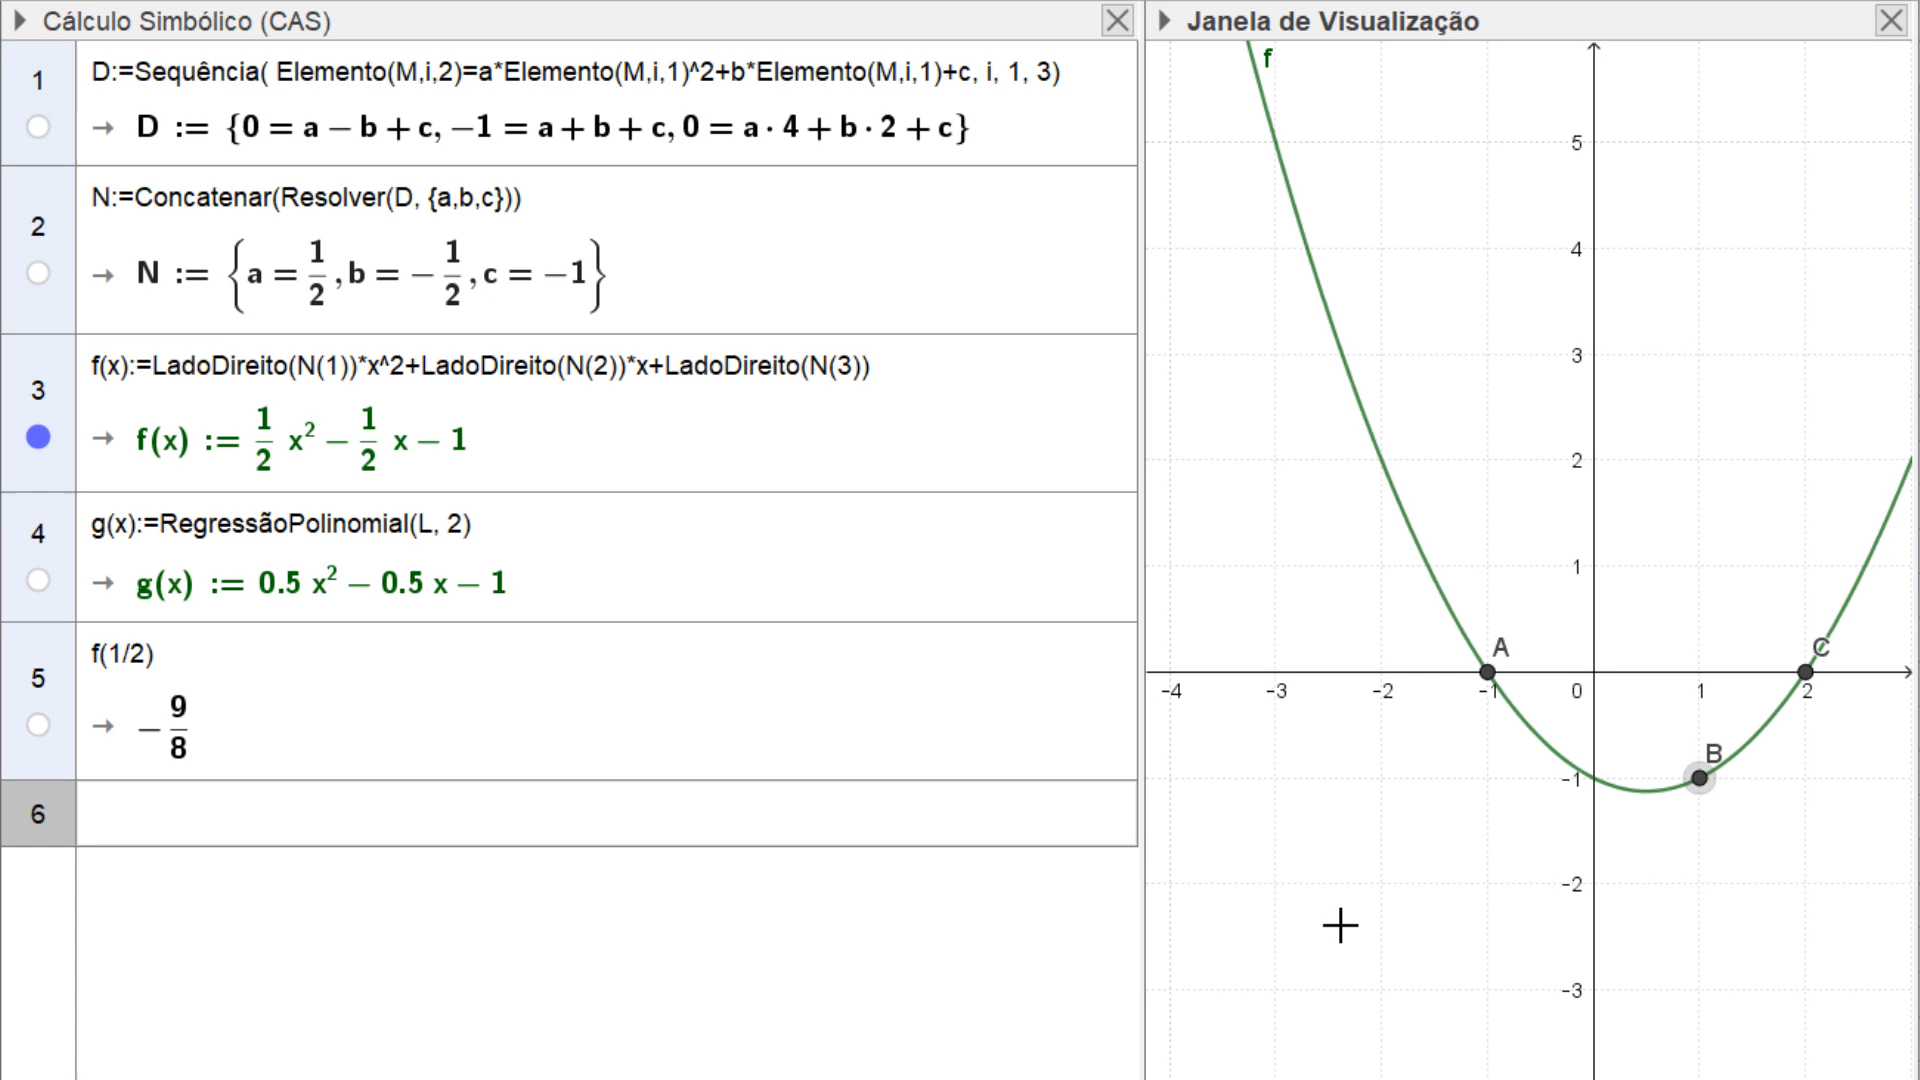 Cálculo Simbólico (CAS)
1
D:=Sequência( Elemento(M,i,2)=a*Elemento(M,i,1)^2+b*Elemento(M,i,1)+c, i, 1, 3)
→ D := {0 = a − b + c, −1 = a + b + c, 0 = a · 4 + b · 2 + c}
2
N:=Concatenar(Resolver(D, {a,b,c}))
→ N := {a = 1/2, b = −1/2, c = −1}
3
f(x):=LadoDireito(N(1))*x^2+LadoDireito(N(2))*x+LadoDireito(N(3))
→ f(x) := 1/2 x² − 1/2 x − 1
4
g(x):=RegressãoPolinomial(L, 2)
→ g(x) := 0.5 x² − 0.5 x − 1
5
f(1/2)
→ −9/8
6
Janela de Visualização
f
5
4
3
2
1
A
C
-4 -3 -2 -1 0 1 2
B
-1
-2
-3